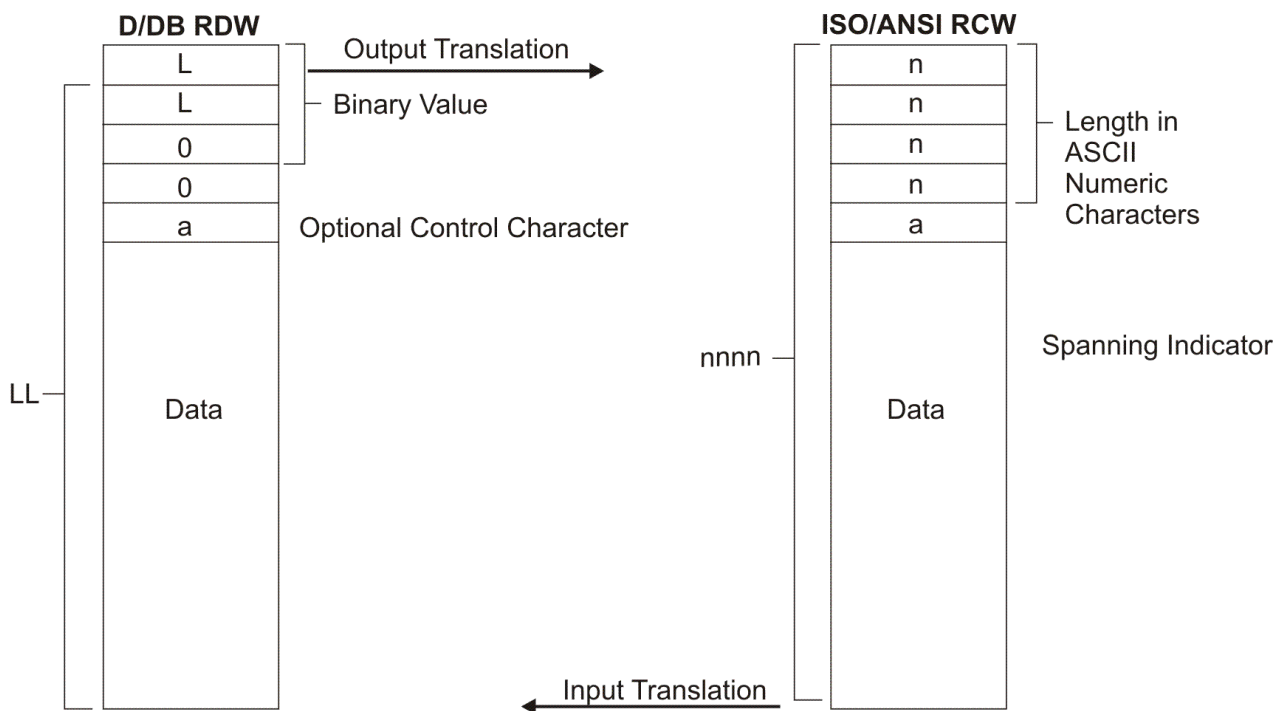 D/DB RDW
L
L
0
0
a
Data
LL
Output Translation
Binary Value
Optional Control Character
ISO/ANSI RCW
n
n
n
n
a
Data
nnnn
Length in
ASCII
Numeric
Characters
Spanning Indicator
Input Translation